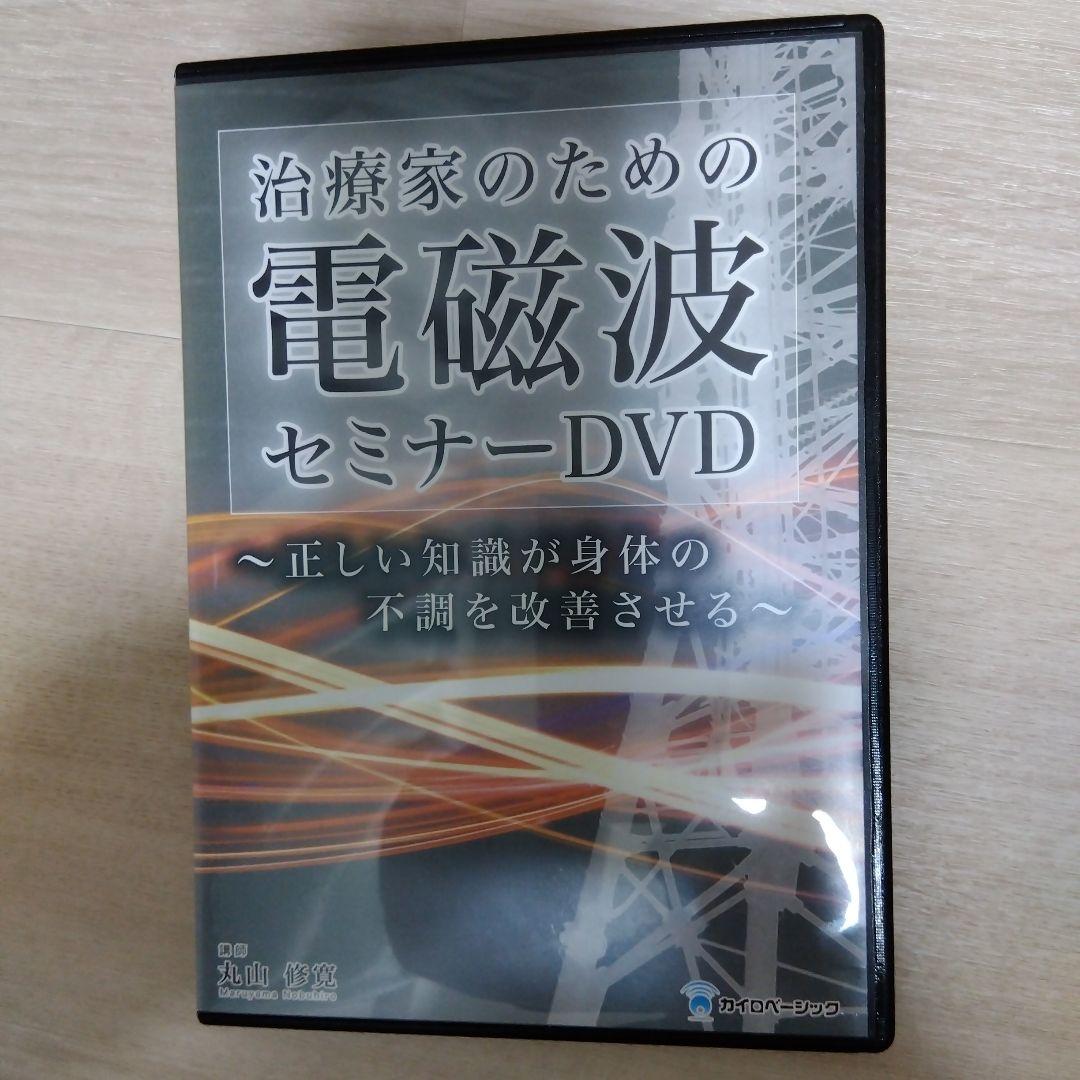 治療家のための
電磁波
セミナーDVD
～正しい知識が身体の
不調を改善させる～
講師
丸山 修寛
Maruyama Nobuhiro
カイロベーシック